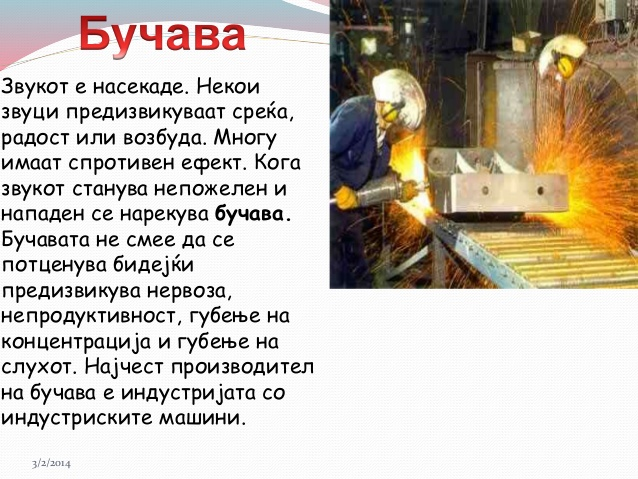 Бучава
Звукот е насекаде. Некои
звуци предизвикуваат среќа,
радост или возбуда. Многу
имаат спротивен ефект. Кога
звукот станува непожелен и
нападен се нарекува бучава.
Бучавата не смее да се
потценува бидејќи
предизвикува нервоза,
непродуктивност, губење на
концентрација и губење на
слухот. Најчест производител
на бучава е индустријата со
индустриските машини.
3/2/2014